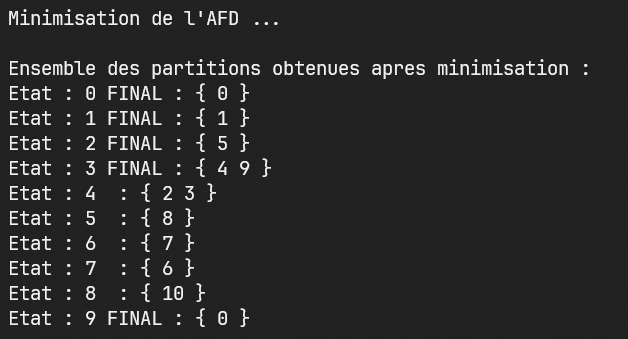 Minimisation de l'AFD ...
Ensemble des partitions obtenues apres minimisation :
Etat : 0 FINAL : { 0 }
Etat : 1 FINAL : { 1 }
Etat : 2 FINAL : { 5 }
Etat : 3 FINAL : { 4 9 }
Etat : 4  : { 2 3 }
Etat : 5  : { 8 }
Etat : 6  : { 7 }
Etat : 7  : { 6 }
Etat : 8  : { 10 }
Etat : 9 FINAL : { 0 }